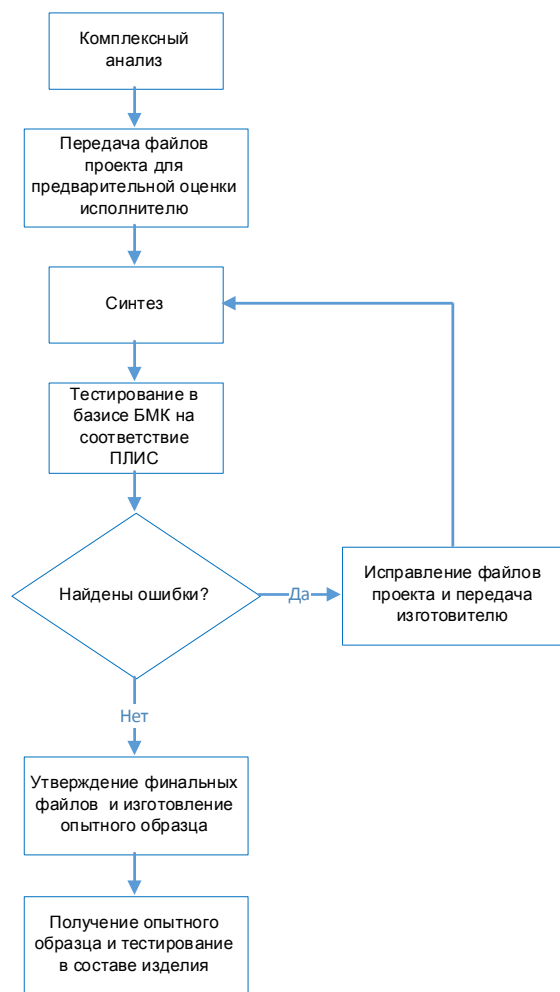 Комплексный
анализ
Передача файлов
проекта для
предварительной оценки
исполнителю
Синтез
Тестирование в
базисе БМК на
соответствие
ПЛИС
Найдены ошибки?
Да
Исправление файлов
проекта и передача
изготовителю
Нет
Утверждение финальных
файлов и изготовление
опытного образца
Получение опытного
образца и тестирование
в составе изделия